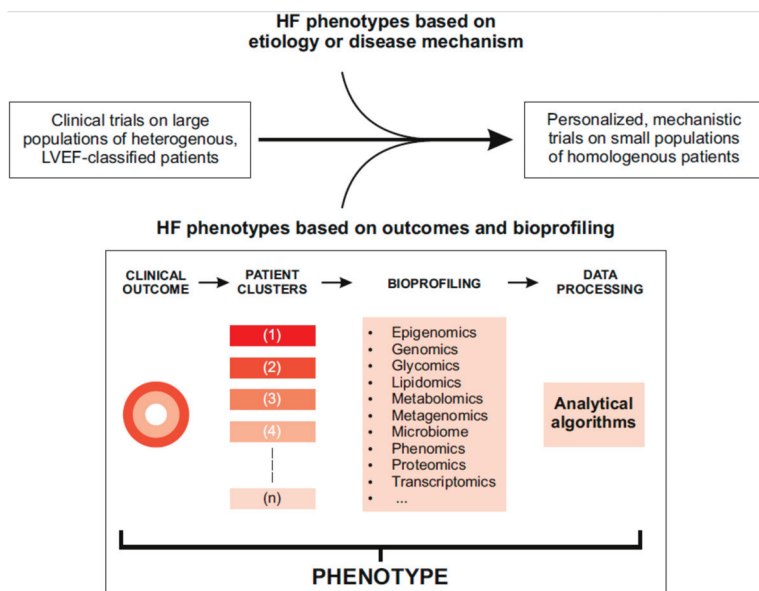 HF phenotypes based on
etiology or disease mechanism
Clinical trials on large
populations of heterogenous,
LVEF-classified patients
Personalized, mechanistic
trials on small populations
of homogenous patients
HF phenotypes based on outcomes and bioprofiling
CLINICAL
OUTCOME
PATIENT
CLUSTERS
BIOPROFILING
DATA
PROCESSING
(1)
(2)
(3)
(4)
(n)
• Epigenomics
• Genomics
• Glycomics
• Lipidomics
• Metabolomics
• Metagenomics
• Microbiome
• Phenomics
• Proteomics
• Transcriptomics
• ...
Analytical
algorithms
PHENOTYPE